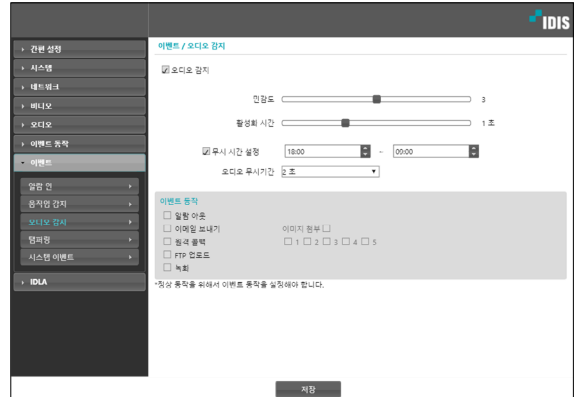 IDIS
간편 설정
시스템
네트워크
비디오
오디오
이벤트 동작
이벤트
알람 인
움직임 감지
오디오 감지
탬퍼링
시스템 이벤트
IDLA
이벤트 / 오디오 감지
오디오 감지
민감도 3
활성화 시간 1 초
무시 시간 설정 18:00 ~ 09:00
오디오 무시기간 2 초
이벤트 동작
알람 아웃
이메일 보내기 이미지 첨부
원격 콜백 1 2 3 4 5
FTP 업로드
녹화
*정상 동작을 위해서 이벤트 동작을 설정해야 합니다.
저장